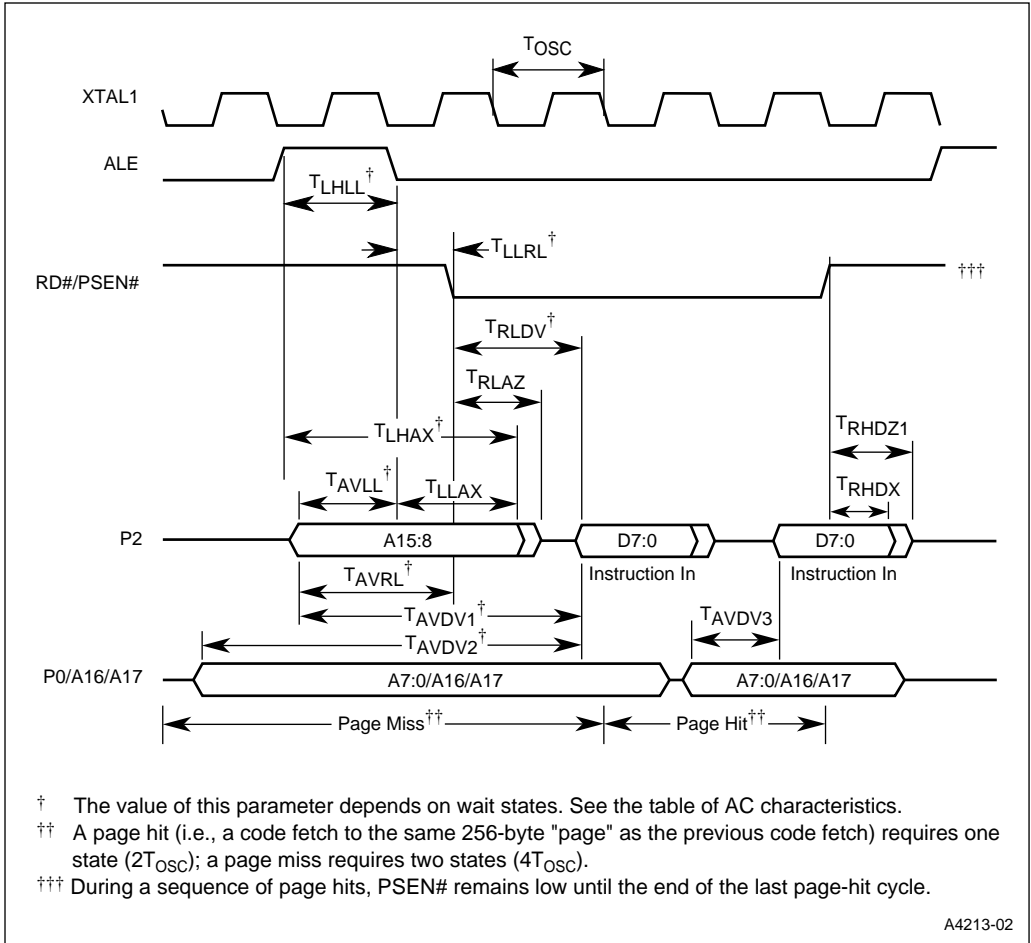 TOSC
XTAL1
ALE
TLHLL†
TLLRL†
RD#/PSEN#
†††
TRLDV†
TRLAZ
TLHAX†
TRHDZ1
TAVLL†
TLLAX
TRHDX
P2
A15:8
D7:0
D7:0
Instruction In
Instruction In
TAVRL†
TAVDV1†
TAVDV3
TAVDV2†
P0/A16/A17
A7:0/A16/A17
A7:0/A16/A17
Page Miss††
Page Hit††
† The value of this parameter depends on wait states. See the table of AC characteristics.
†† A page hit (i.e., a code fetch to the same 256-byte "page" as the previous code fetch) requires one
state (2TOSC); a page miss requires two states (4TOSC).
††† During a sequence of page hits, PSEN# remains low until the end of the last page-hit cycle.
A4213-02